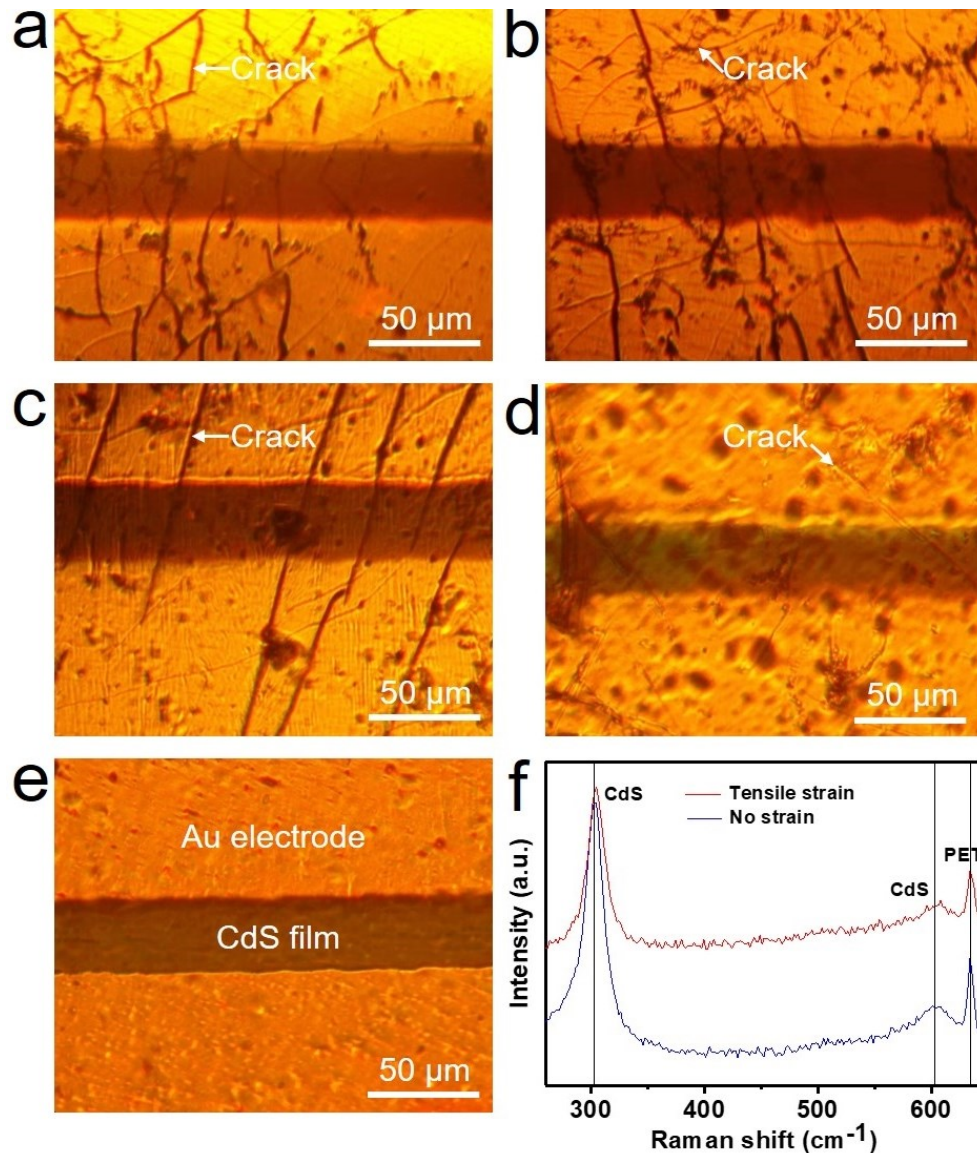 a
Crack
50 µm
b
Crack
50 µm
c
Crack
50 µm
d
Crack
50 µm
e
Au electrode
CdS film
50 µm
f
CdS
Tensile strain
No strain
PET
CdS
Intensity (a.u.)
300 400 500 600
Raman shift (cm⁻¹)